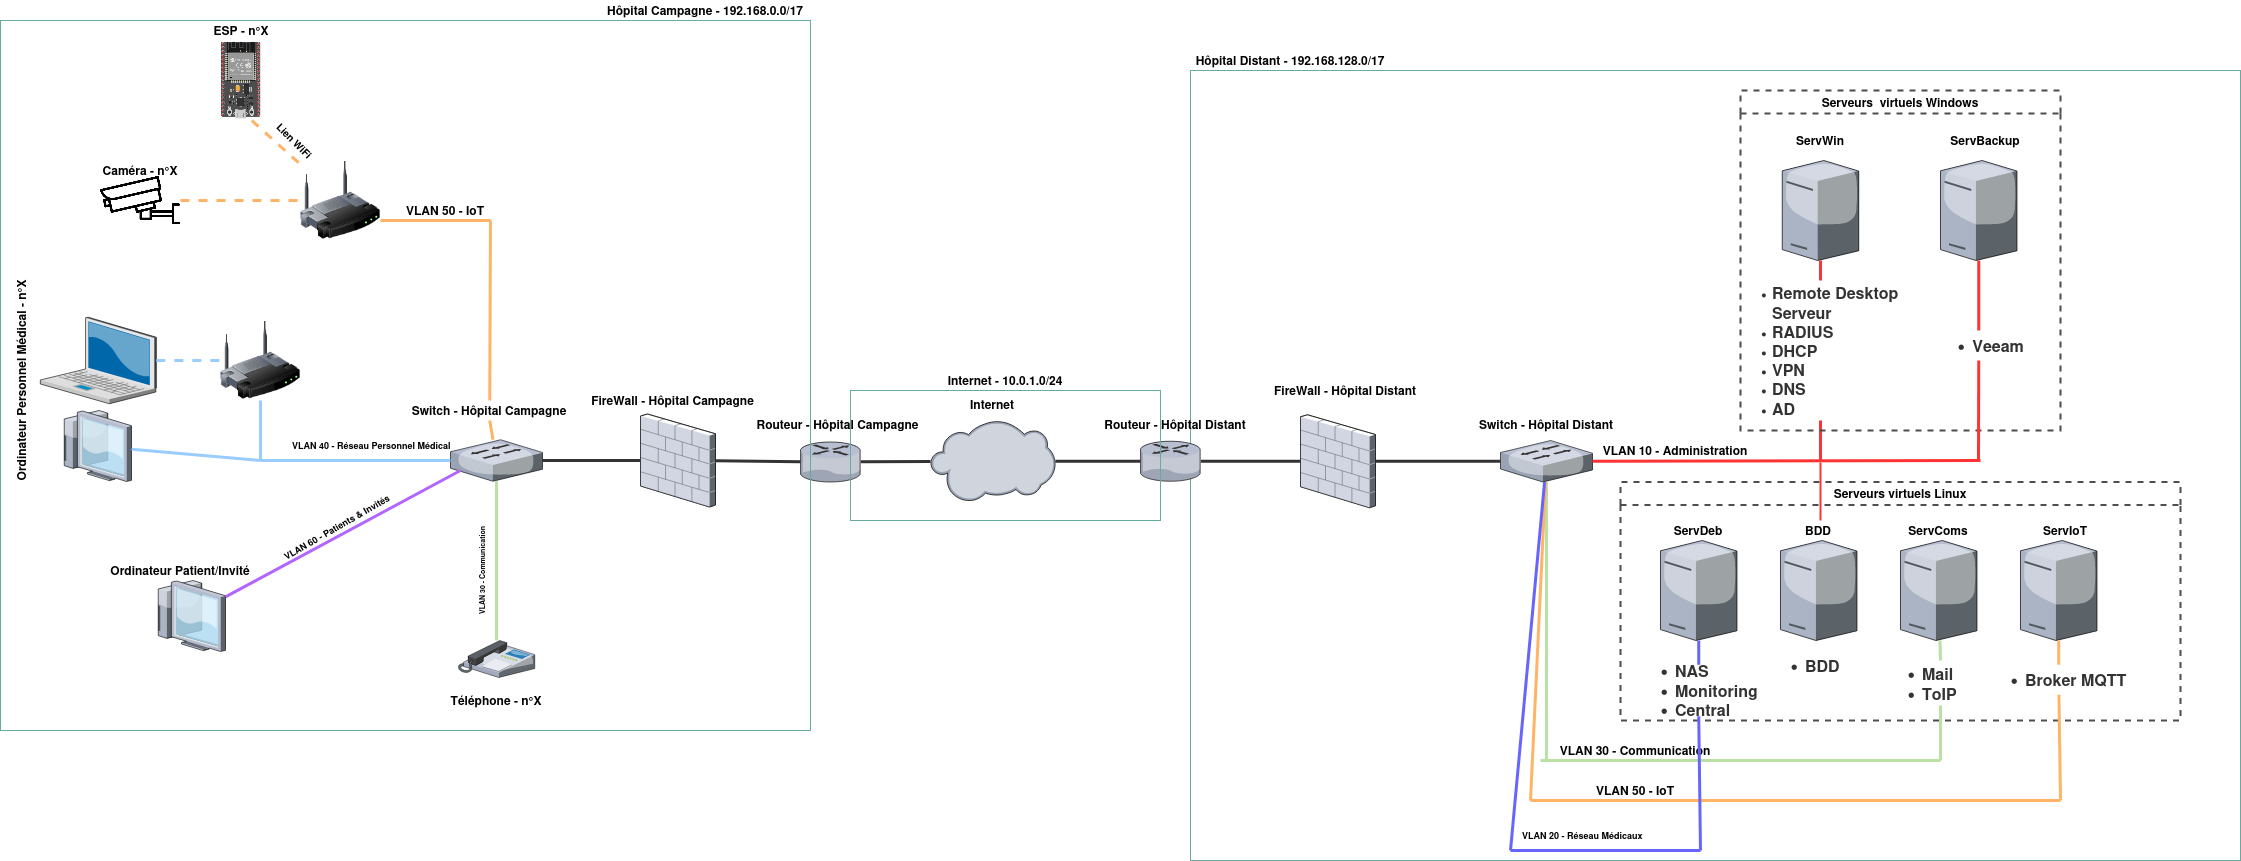 Hôpital Campagne - 192.168.0.0/17
ESP - n°X
Lien WiFi
Caméra - n°X
VLAN 50 - IoT
Ordinateur Personnel Médical - n°X
Switch - Hôpital Campagne
VLAN 40 - Réseau Personnel Médical
VLAN 60 - Patients & Invités
VLAN 30 - Communication
Ordinateur Patient/Invité
Téléphone - n°X
FireWall - Hôpital Campagne
Routeur - Hôpital Campagne
Internet - 10.0.1.0/24
Internet
Routeur - Hôpital Distant
Hôpital Distant - 192.168.128.0/17
FireWall - Hôpital Distant
Switch - Hôpital Distant
VLAN 10 - Administration
Serveurs virtuels Windows
ServWin
ServBackup
• Remote Desktop
Serveur
• RADIUS
• DHCP
• VPN
• DNS
• AD
• Veeam
Serveurs virtuels Linux
ServDeb
BDD
ServComs
ServIoT
• NAS
• Monitoring
• Central
• BDD
• Mail
• ToIP
• Broker MQTT
VLAN 30 - Communication
VLAN 50 - IoT
VLAN 20 - Réseau Médicaux